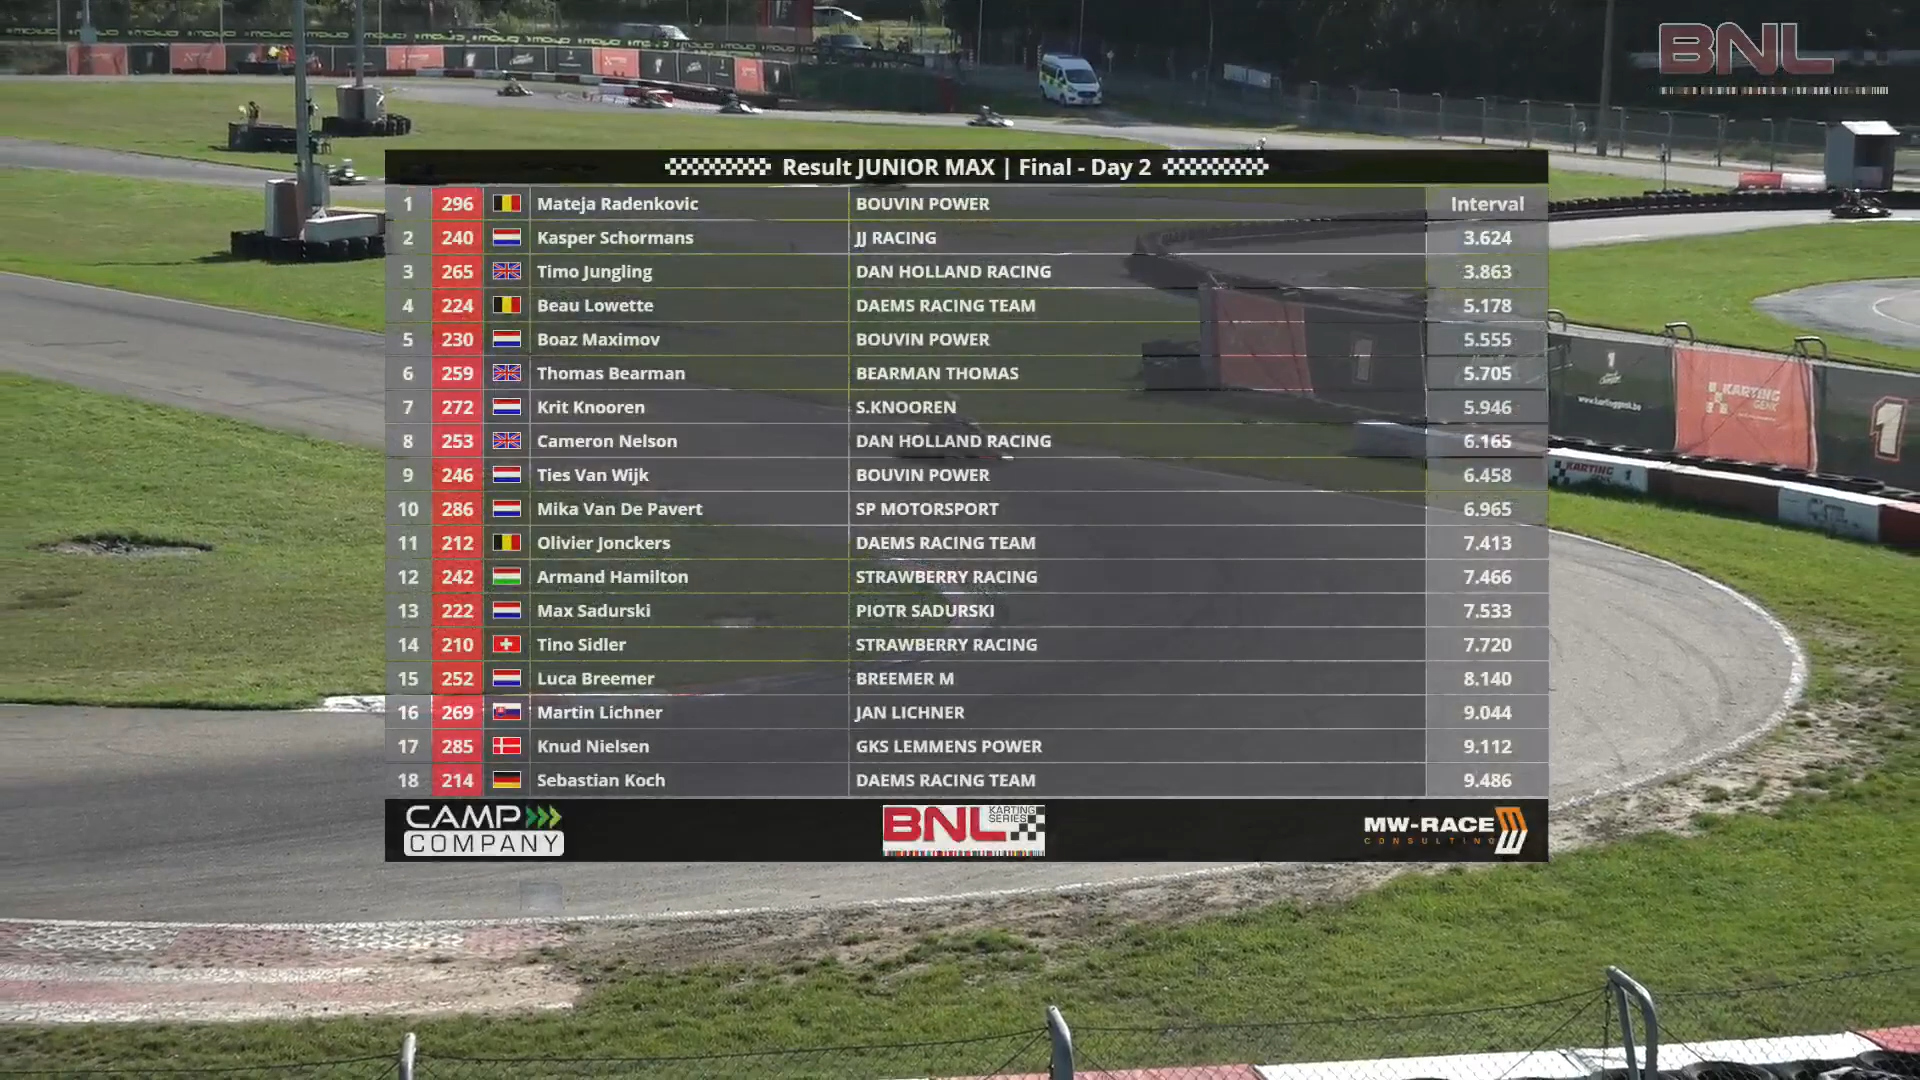 BNL
Result JUNIOR MAX | Final - Day 2
1 296 Mateja Radenkovic BOUVIN POWER Interval
2 240 Kasper Schormans JJ RACING 3.624
3 265 Timo Jungling DAN HOLLAND RACING 3.863
4 224 Beau Lowette DAEMS RACING TEAM 5.178
5 230 Boaz Maximov BOUVIN POWER 5.555
6 259 Thomas Bearman BEARMAN THOMAS 5.705
7 272 Krit Knooren S.KNOOREN 5.946
8 253 Cameron Nelson DAN HOLLAND RACING 6.165
9 246 Ties Van Wijk BOUVIN POWER 6.458
10 286 Mika Van De Pavert SP MOTORSPORT 6.965
11 212 Olivier Jonckers DAEMS RACING TEAM 7.413
12 242 Armand Hamilton STRAWBERRY RACING 7.466
13 222 Max Sadurski PIOTR SADURSKI 7.533
14 210 Tino Sidler STRAWBERRY RACING 7.720
15 252 Luca Breemer BREEMER M 8.140
16 269 Martin Lichner JAN LICHNER 9.044
17 285 Knud Nielsen GKS LEMMENS POWER 9.112
18 214 Sebastian Koch DAEMS RACING TEAM 9.486
CAMP COMPANY
BNL KARTING SERIES
MW-RACE CONSULTING
www.kartinggenk.be
KARTING GENK
1
KARTING